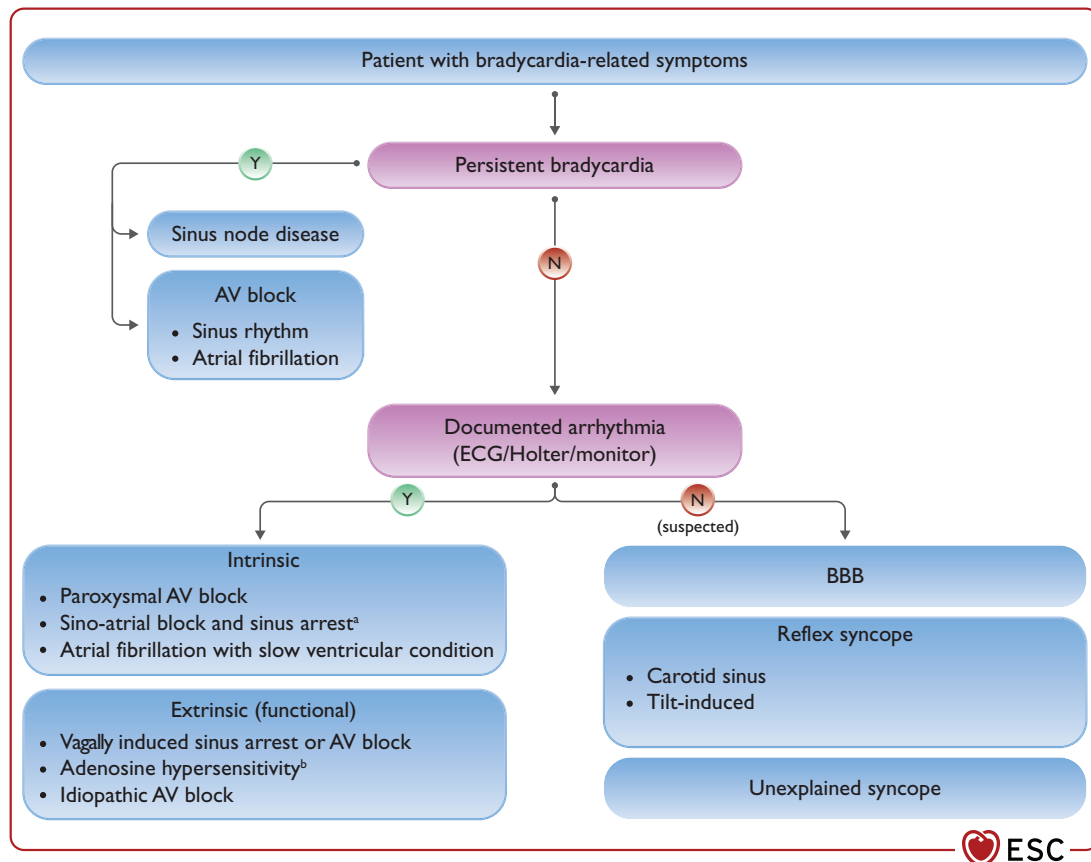 Patient with bradycardia-related symptoms
Persistent bradycardia
Y
N
Sinus node disease
AV block
• Sinus rhythm
• Atrial fibrillation
Documented arrhythmia
(ECG/Holter/monitor)
Y
N
(suspected)
Intrinsic
• Paroxysmal AV block
• Sino-atrial block and sinus arrestᵃ
• Atrial fibrillation with slow ventricular condition
Extrinsic (functional)
• Vagally induced sinus arrest or AV block
• Adenosine hypersensitivityᵇ
• Idiopathic AV block
BBB
Reflex syncope
• Carotid sinus
• Tilt-induced
Unexplained syncope
ESC